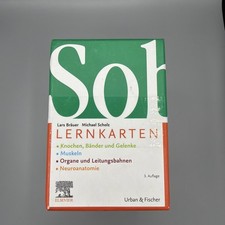 Sob
Lars Bräuer Michael Scholz
LERNKARTEN
• Knochen, Bänder und Gelenke
• Muskeln
• Organe und Leitungsbahnen
• Neuroanatomie
3. Auflage
ELSEVIER
Urban & Fischer